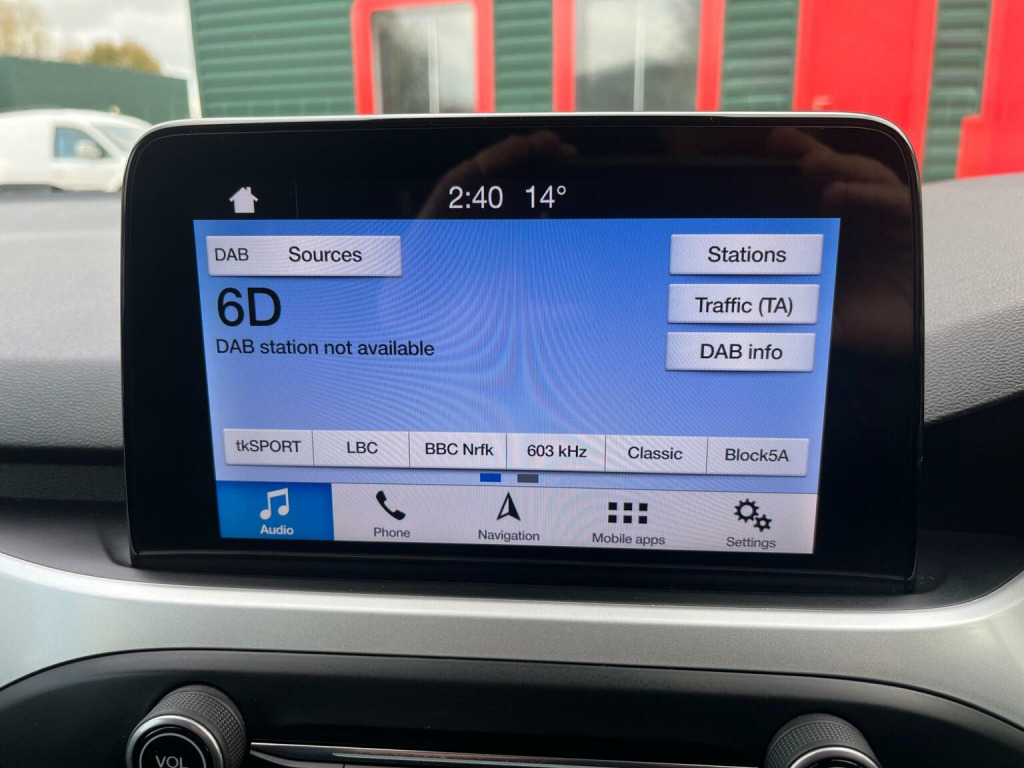 2:40 14°
DAB Sources
Stations
6D
Traffic (TA)
DAB station not available
DAB info
tkSPORT LBC BBC Nrfk 603 kHz Classic Block5A
Audio Phone Navigation Mobile apps Settings
VOL